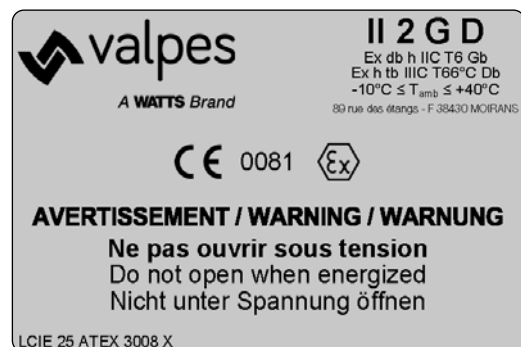 valpes
A WATTS Brand
II 2 G D
Ex db h IIC T6 Gb
Ex h tb IIIC T66°C Db
-10°C ≤ Tamb ≤ +40°C
89 rue des étangs - F 38430 MOIRANS
CE 0081 Ex
AVERTISSEMENT / WARNING / WARNUNG
Ne pas ouvrir sous tension
Do not open when energized
Nicht unter Spannung öffnen
LCIE 25 ATEX 3008 X